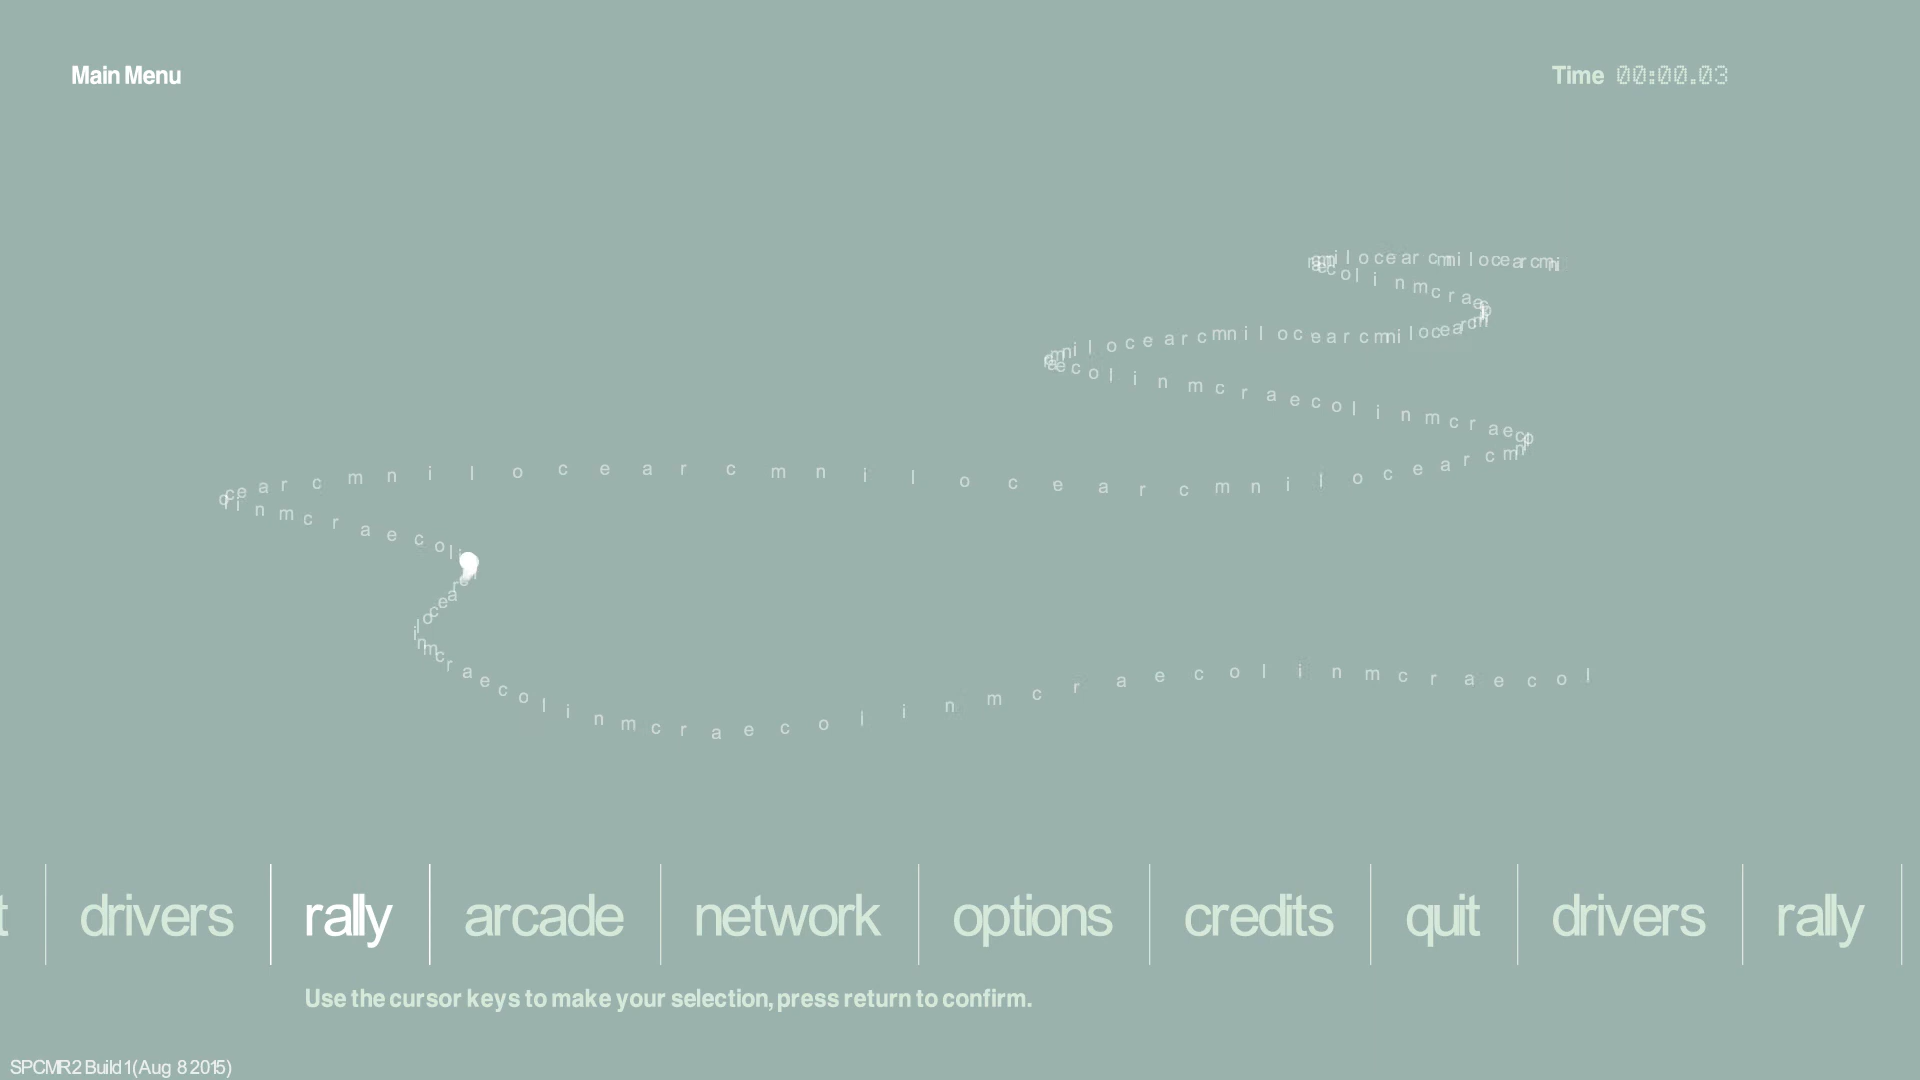 Main Menu
Time 00:00.03
t drivers rally arcade network options credits quit drivers rally
Use the cursor keys to make your selection, press return to confirm.
SPCMR2 Build 1 (Aug 8 2015)